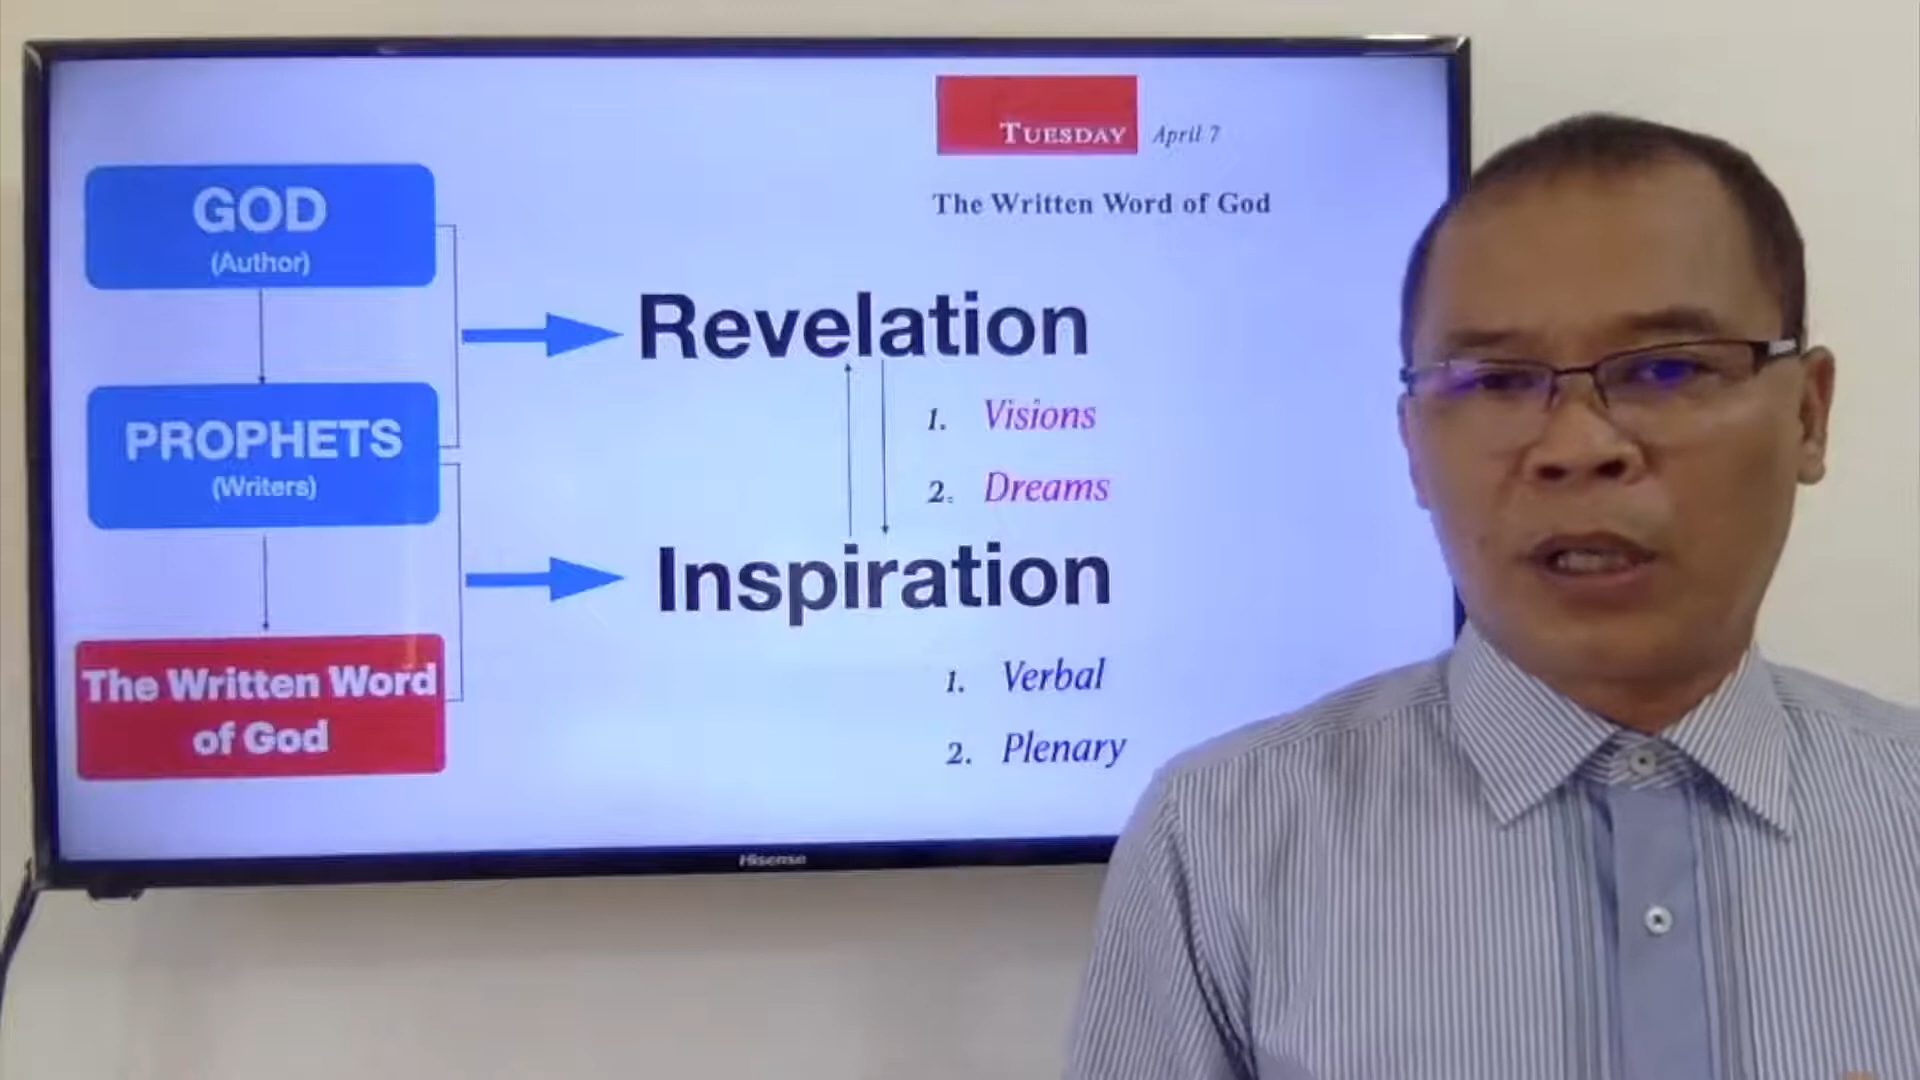 TUESDAY April 7
The Written Word of God
GOD
(Author)
PROPHETS
(Writers)
The Written Word
of God
Revelation
1. Visions
2. Dreams
Inspiration
1. Verbal
2. Plenary
Hisense